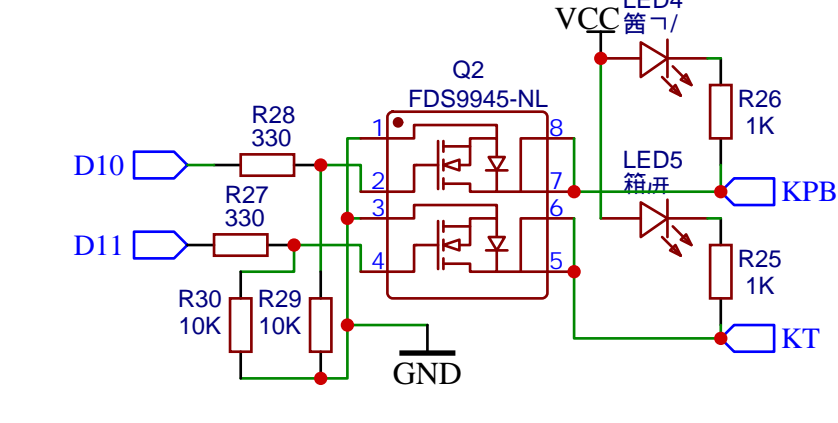 LED4
VCC
Q2
FDS9945-NL
R28
330
1
8
R26
1K
D10
2
7
LED5
KPB
R27
330
3
6
D11
4
5
R25
1K
R30
10K
R29
10K
KT
GND